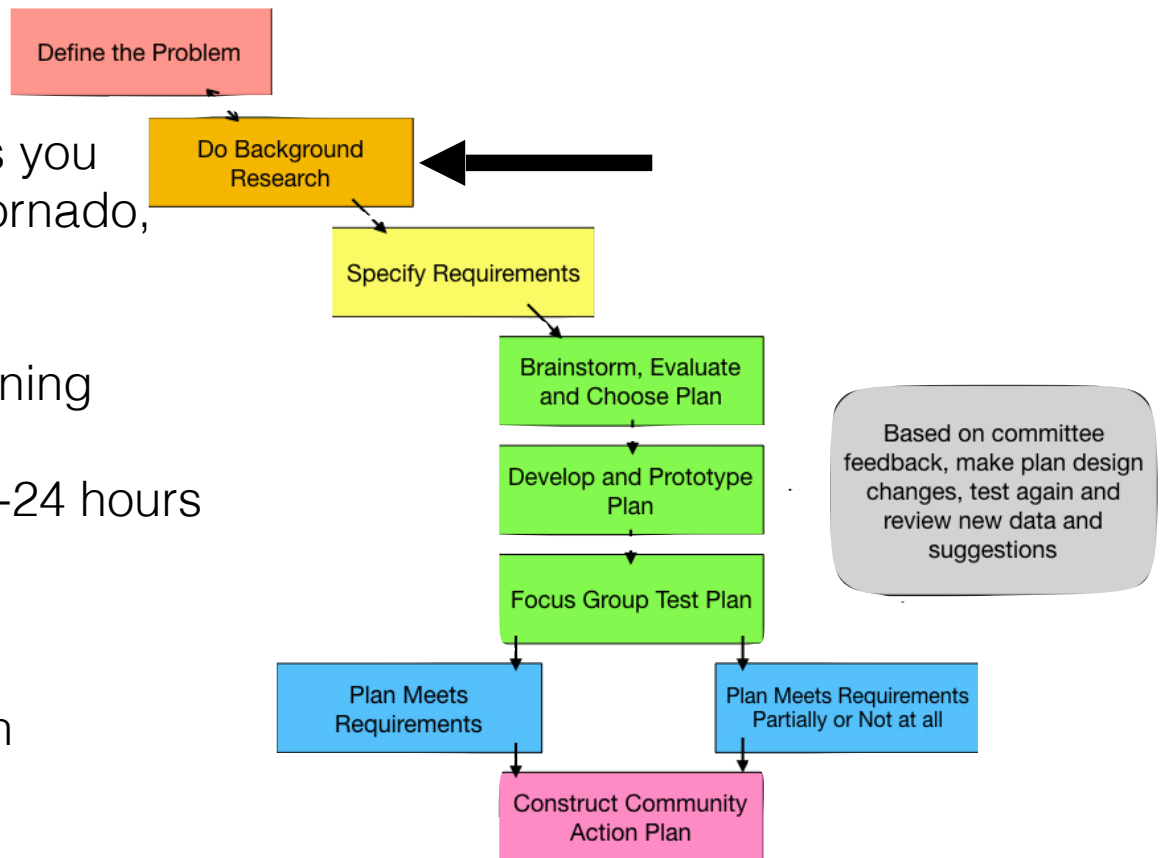 Define the Problem
you
Do Background
Research
Specify Requirements
Brainstorm, Evaluate
and Choose Plan
-24 hours
Develop and Prototype
Plan
Based on committee
feedback, make plan design
changes, test again and
review new data and
suggestions
Focus Group Test Plan
Plan Meets
Requirements
Plan Meets Requirements
Partially or Not at all
Construct Community
Action Plan